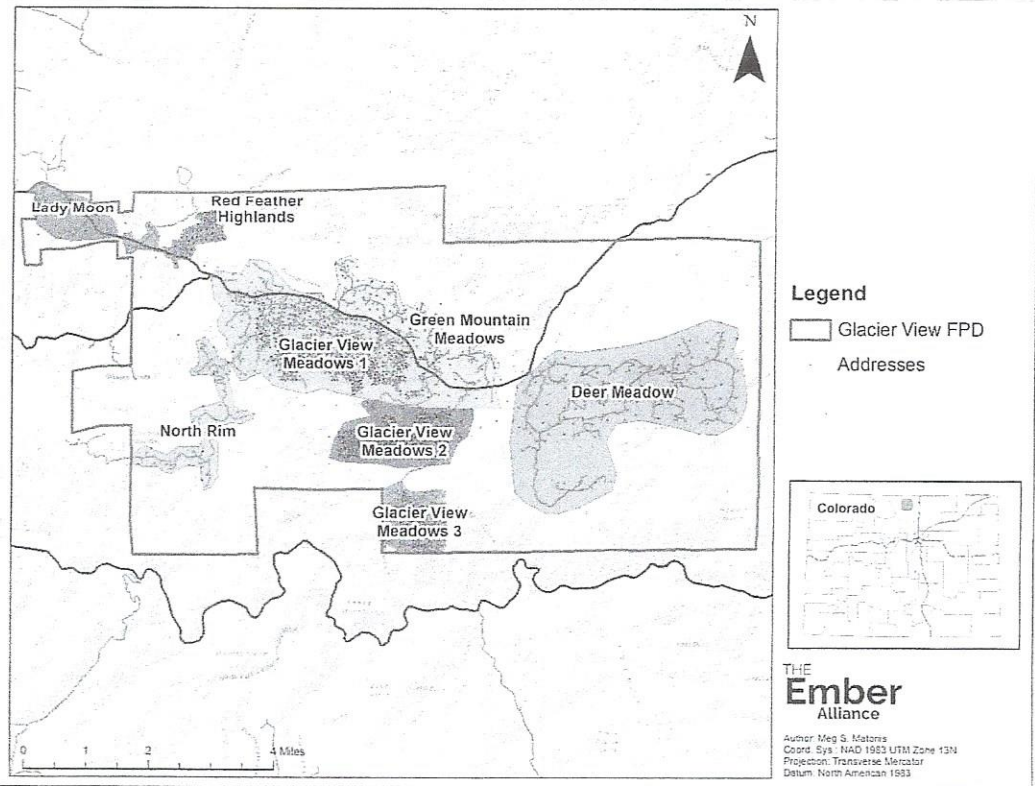 N
Lady Moon
Red Feather
Highlands
Green Mountain
Meadows
Glacier View
Meadows 1
Deer Meadow
North Rim
Glacier View
Meadows 2
Glacier View
Meadows 3
0 1 2 4 Miles
Legend
Glacier View FPD
Addresses
Colorado
THE
Ember
Alliance
Author: Meg S. Matonis
Coord. Sys.: NAD 1983 UTM Zone 13N
Projection: Transverse Mercator
Datum: North American 1983